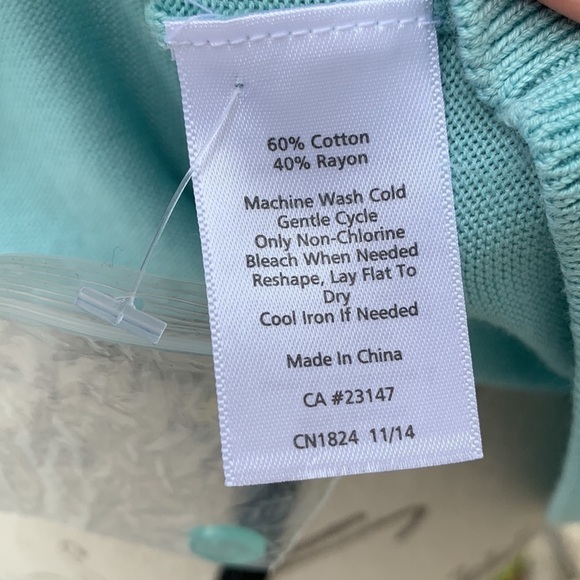 60% Cotton
40% Rayon
Machine Wash Cold
Gentle Cycle
Only Non-Chlorine
Bleach When Needed
Reshape, Lay Flat To
Dry
Cool Iron If Needed
Made In China
CA #23147
CN1824 11/14